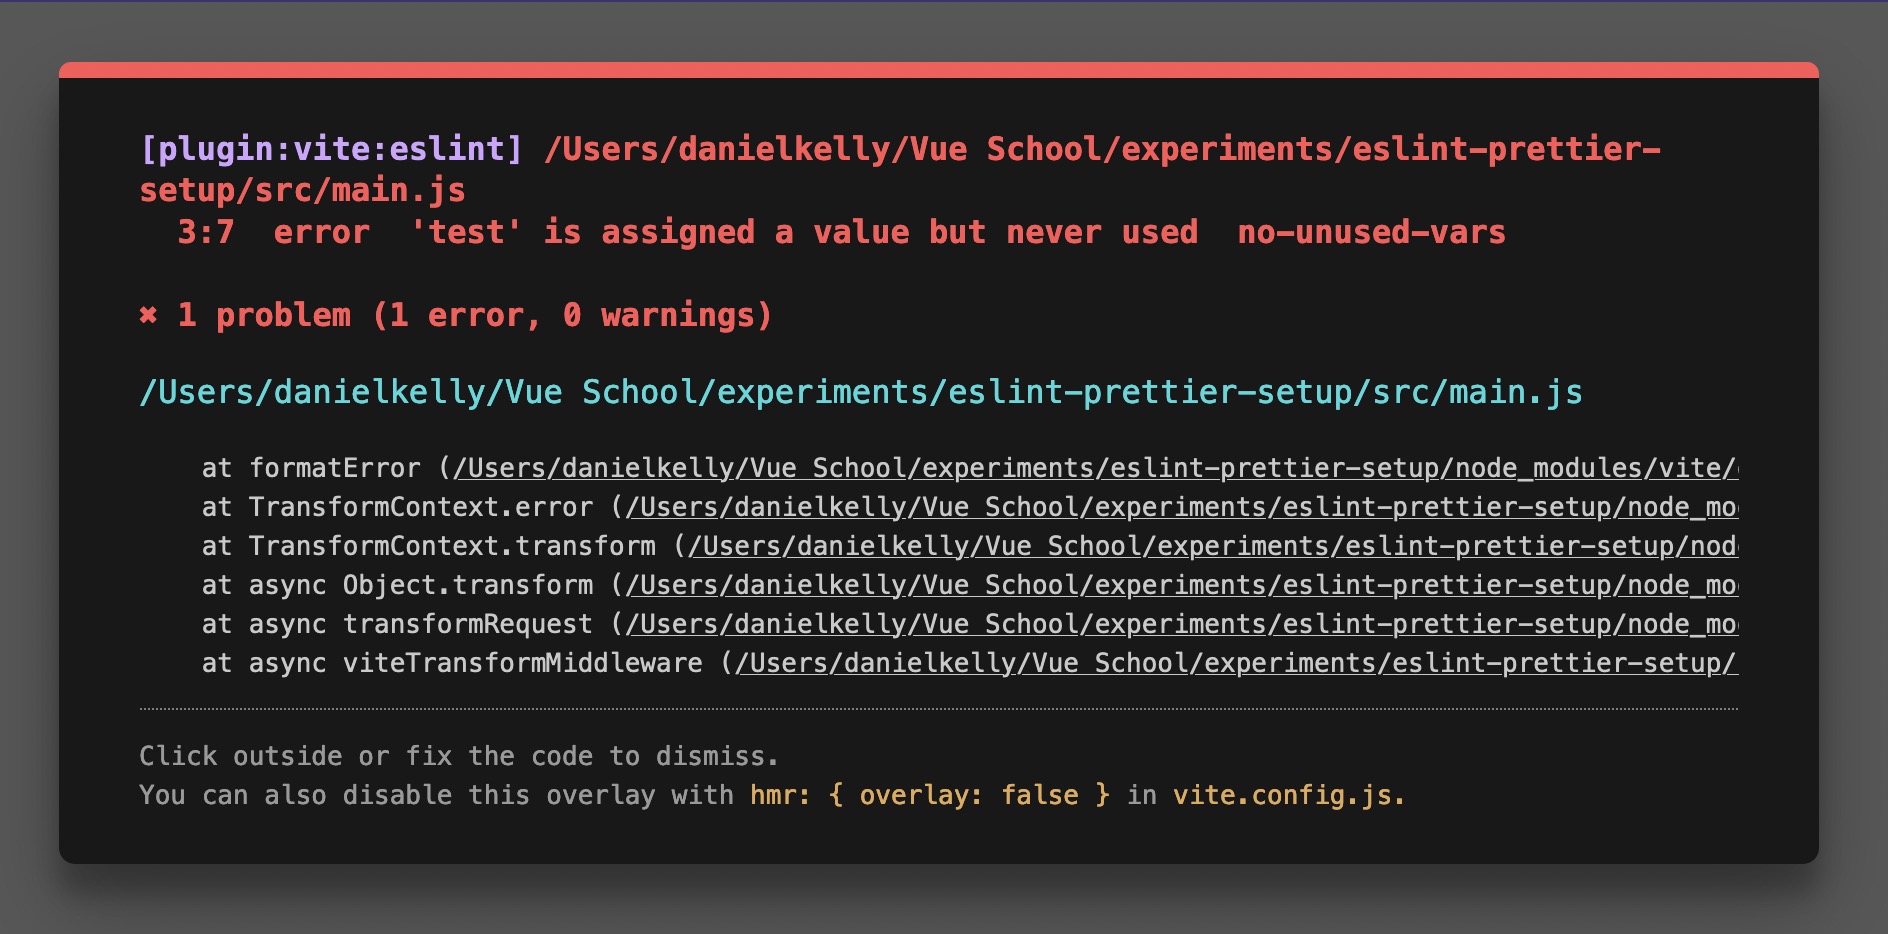 [plugin:vite:eslint] /Users/danielkelly/Vue School/experiments/eslint-prettier-
setup/src/main.js
3:7  error  'test' is assigned a value but never used  no-unused-vars
✖ 1 problem (1 error, 0 warnings)
/Users/danielkelly/Vue School/experiments/eslint-prettier-setup/src/main.js
at formatError (/Users/danielkelly/Vue School/experiments/eslint-prettier-setup/node_modules/vite/
at TransformContext.error (/Users/danielkelly/Vue School/experiments/eslint-prettier-setup/node_mo
at TransformContext.transform (/Users/danielkelly/Vue School/experiments/eslint-prettier-setup/nod
at async Object.transform (/Users/danielkelly/Vue School/experiments/eslint-prettier-setup/node_mo
at async transformRequest (/Users/danielkelly/Vue School/experiments/eslint-prettier-setup/node_mo
at async viteTransformMiddleware (/Users/danielkelly/Vue School/experiments/eslint-prettier-setup/
Click outside or fix the code to dismiss.
You can also disable this overlay with hmr: { overlay: false } in vite.config.js.